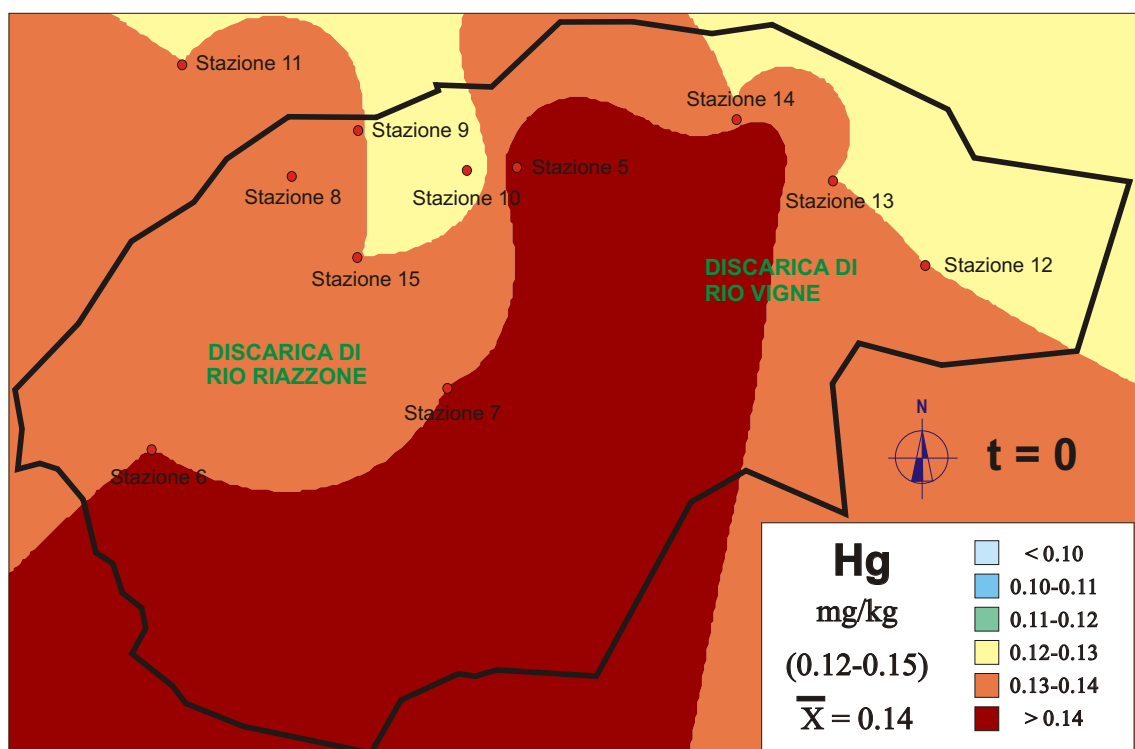 Stazione 11
Stazione 14
Stazione 9
Stazione 5
Stazione 8
Stazione 10
Stazione 13
Stazione 15
DISCARICA DI
RIO VIGNE
Stazione 12
DISCARICA DI
RIO RIAZZONE
Stazione 7
N
t = 0
Stazione 6
Hg
mg/kg
(0.12-0.15)
X = 0.14
< 0.10
0.10-0.11
0.11-0.12
0.12-0.13
0.13-0.14
> 0.14